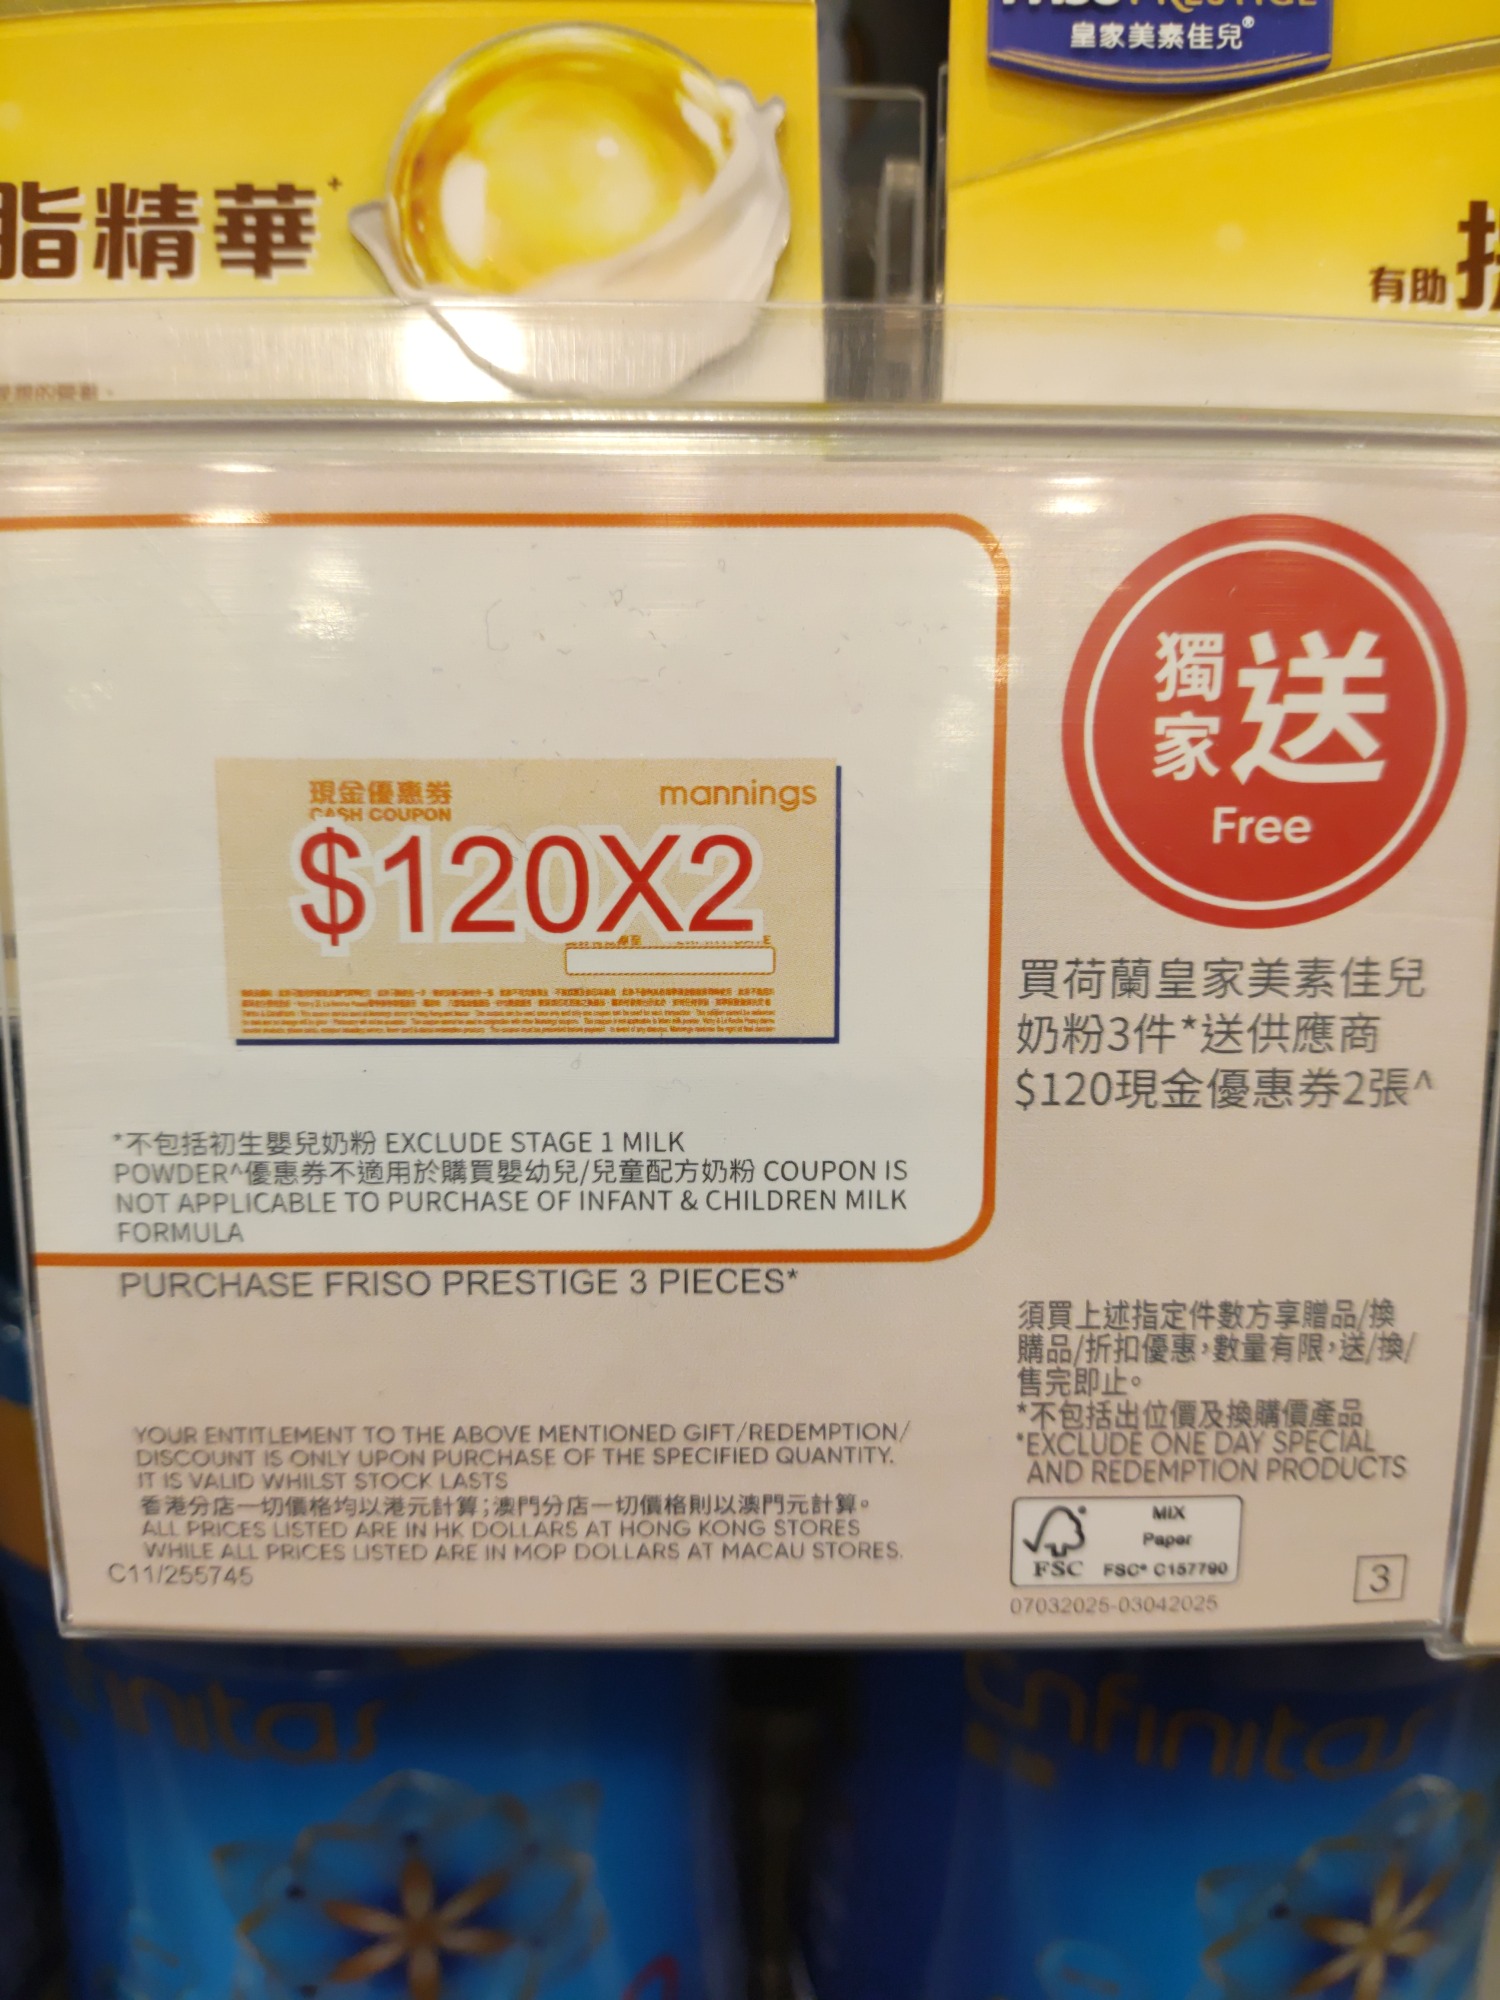 皇家美素佳兒®
脂精華+
有助
現金優惠券
CASH COUPON
mannings
$120X2
獨家送
Free
買荷蘭皇家美素佳兒
奶粉3件*送供應商
$120現金優惠券2張^
*不包括初生嬰兒奶粉 EXCLUDE STAGE 1 MILK
POWDER^優惠券不適用於購買嬰幼兒/兒童配方奶粉 COUPON IS
NOT APPLICABLE TO PURCHASE OF INFANT & CHILDREN MILK
FORMULA
PURCHASE FRISO PRESTIGE 3 PIECES*
須買上述指定件數方享贈品/換
購品/折扣優惠，數量有限，送/換/
售完即止。
*不包括出位價及換購價產品
*EXCLUDE ONE DAY SPECIAL
AND REDEMPTION PRODUCTS
YOUR ENTITLEMENT TO THE ABOVE MENTIONED GIFT/REDEMPTION/
DISCOUNT IS ONLY UPON PURCHASE OF THE SPECIFIED QUANTITY.
IT IS VALID WHILST STOCK LASTS
香港分店一切價格均以港元計算；澳門分店一切價格則以澳門元計算。
ALL PRICES LISTED ARE IN HK DOLLARS AT HONG KONG STORES
WHILE ALL PRICES LISTED ARE IN MOP DOLLARS AT MACAU STORES.
C11/255745
MIX
Paper
FSC FSC® C157790
07032025-03042025
3
nfinitas